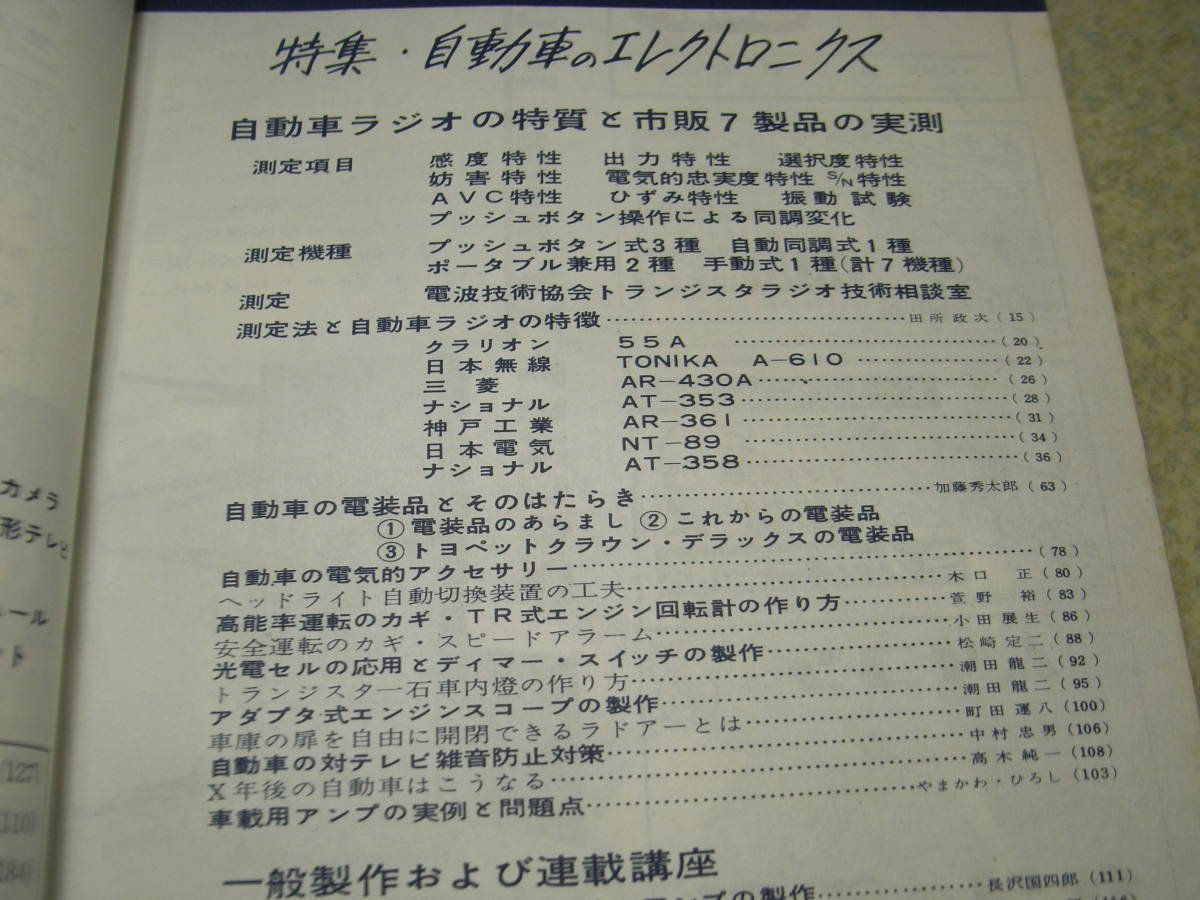 特集・自動車のエレクトロニクス
自動車ラジオの特質と市販7製品の実測
測定項目 感度特性 出力特性 選択度特性
妨害特性 電気的忠実度特性 S/N特性
AVC特性 ひずみ特性 振動試験
プッシュボタン操作による同調変化
測定機種 プッシュボタン式3種 自動同調式1種
ポータブル兼用2種 手動式1種(計7機種)
測定 電波技術協会トランジスタラジオ技術相談室
測定法と自動車ラジオの特徴……田所政次(15)
クラリオン 55A……(20)
日本無線 TONIKA A-610……(22)
三菱 AR-430A……(26)
ナショナル AT-353……(28)
神戸工業 AR-361……(31)
日本電気 NT-89……(34)
ナショナル AT-358……(36)
自動車の電装品とそのはたらき……加藤秀太郎(63)
①電装品のあらまし ②これからの電装品
③トヨペットクラウン・デラックスの電装品
自動車の電気的アクセサリー……(78)
ヘッドライト自動切換装置の工夫……木口 正(80)
高能率運転のカギ・TR式エンジン回転計の作り方……菅野 裕(83)
安全運転のカギ・スピードアラーム……小田展生(86)
光電セルの応用とディマー・スイッチの製作……松崎定二(88)
トランジスター石車内燈の作り方……潮田龍二(92)
アダプタ式エンジンスコープの製作……潮田龍二(95)
車庫の扉を自由に開閉できるラドアーとは……町田運八(100)
自動車の対テレビ雑音防止対策……中村忠男(106)
X年後の自動車はこうなる……高木純一(108)
車載用アンプの実例と問題点……やまかわ・ひろし(103)
一般製作および連載講座
ンプの製作……長沢国四郎(111)
カメラ
形テレビ
ール
ット
(127)
(110)
(184)